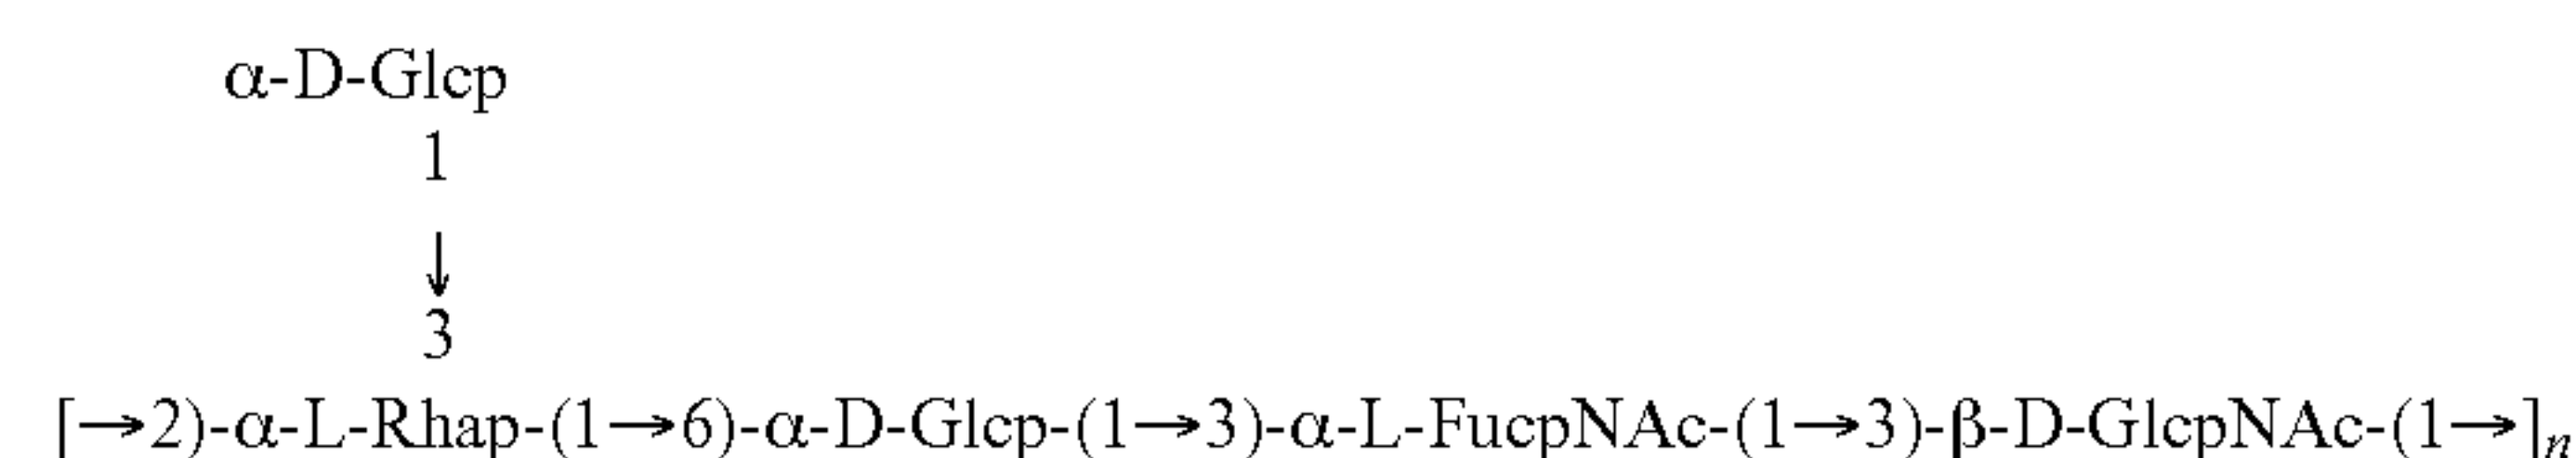 α-D-Glcp
1
↓
3
[→2)-α-L-Rhap-(1→6)-α-D-Glcp-(1→3)-α-L-FucpNAc-(1→3)-β-D-GlcpNAc-(1→]n